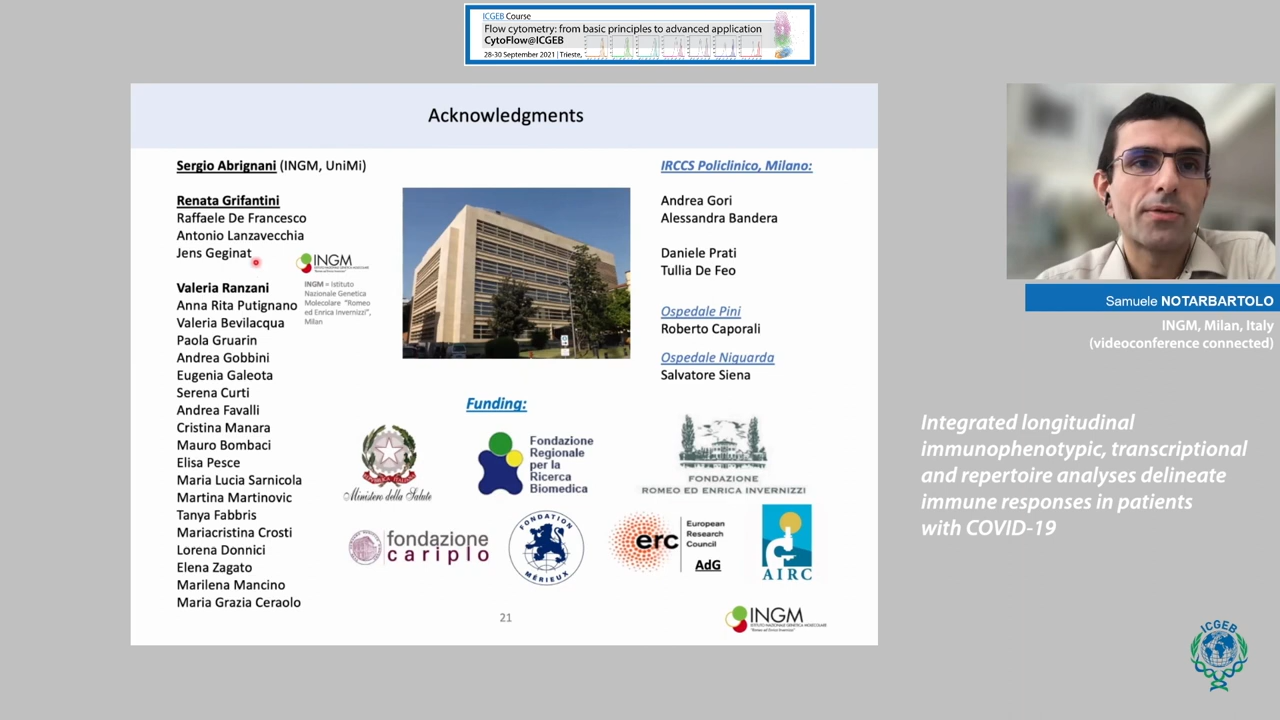 ICGEB Course
Flow cytometry: from basic principles to advanced application
CytoFlow@ICGEB
28-30 September 2021 | Trieste,
Acknowledgments
Sergio Abrignani (INGM, UniMi)
Renata Grifantini
Raffaele De Francesco
Antonio Lanzavecchia
Jens Geginat
INGM
INGM = Istituto
Nazionale Genetica
Molecolare "Romeo
ed Enrica Invernizzi",
Milan
Valeria Ranzani
Anna Rita Putignano
Valeria Bevilacqua
Paola Gruarin
Andrea Gobbini
Eugenia Galeota
Serena Curti
Andrea Favalli
Cristina Manara
Mauro Bombaci
Elisa Pesce
Maria Lucia Sarnicola
Martina Martinovic
Tanya Fabbris
Mariacristina Crosti
Lorena Donnici
Elena Zagato
Marilena Mancino
Maria Grazia Ceraolo
IRCCS Policlinico, Milano:
Andrea Gori
Alessandra Bandera
Daniele Prati
Tullia De Feo
Ospedale Pini
Roberto Caporali
Ospedale Niguarda
Salvatore Siena
Funding:
Ministero della Salute
Fondazione
Regionale
per la
Ricerca
Biomedica
FONDAZIONE
ROMEO ED ENRICA INVERNIZZI
fondazione
cariplo
FONDATION
MÉRIEUX
erc
European
Research
Council
AdG
AIRC
21
INGM
ISTITUTO NAZIONALE GENETICA MOLECOLARE
Samuele NOTARBARTOLO
INGM, Milan, Italy
(videoconference connected)
Integrated longitudinal
immunophenotypic, transcriptional
and repertoire analyses delineate
immune responses in patients
with COVID-19
ICGEB